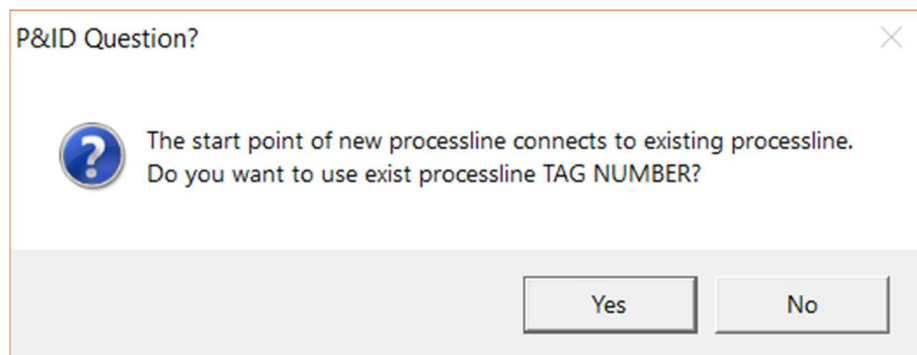 P&ID Question?
The start point of new processline connects to existing processline.
Do you want to use exist processline TAG NUMBER?
Yes
No